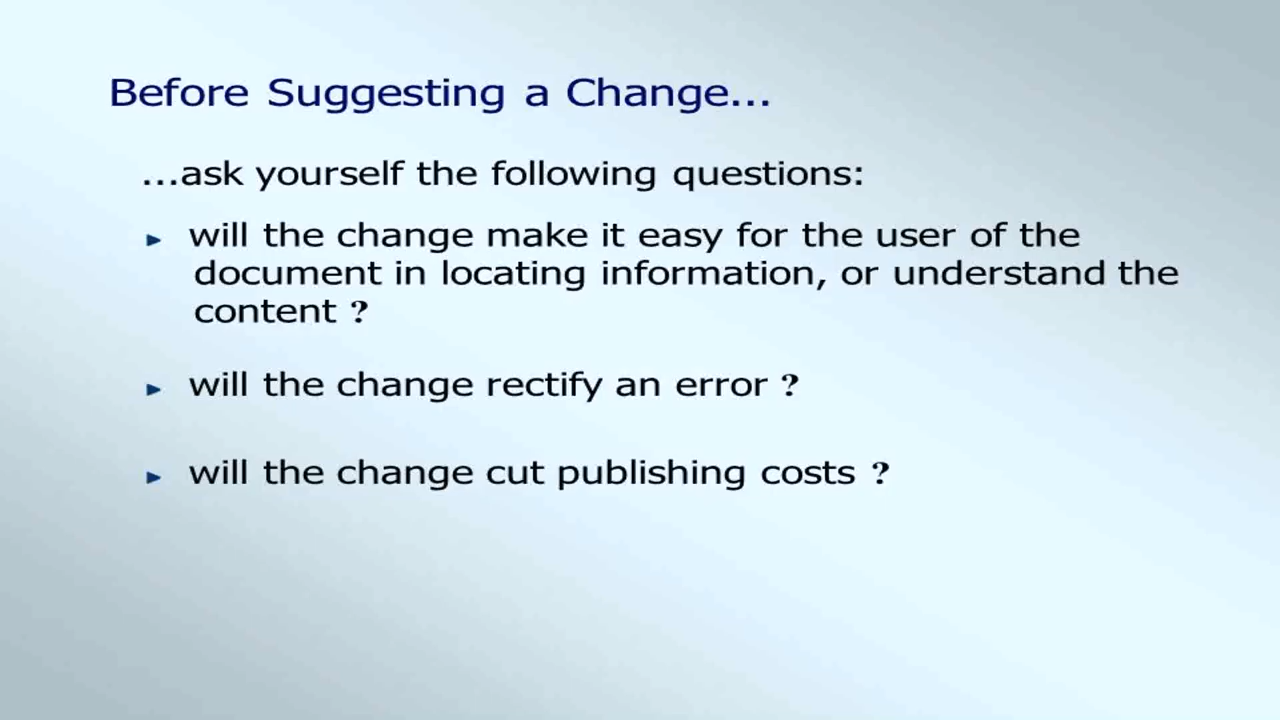 Before Suggesting a Change...
...ask yourself the following questions:
► will the change make it easy for the user of the
document in locating information, or understand the
content ?
► will the change rectify an error ?
► will the change cut publishing costs ?